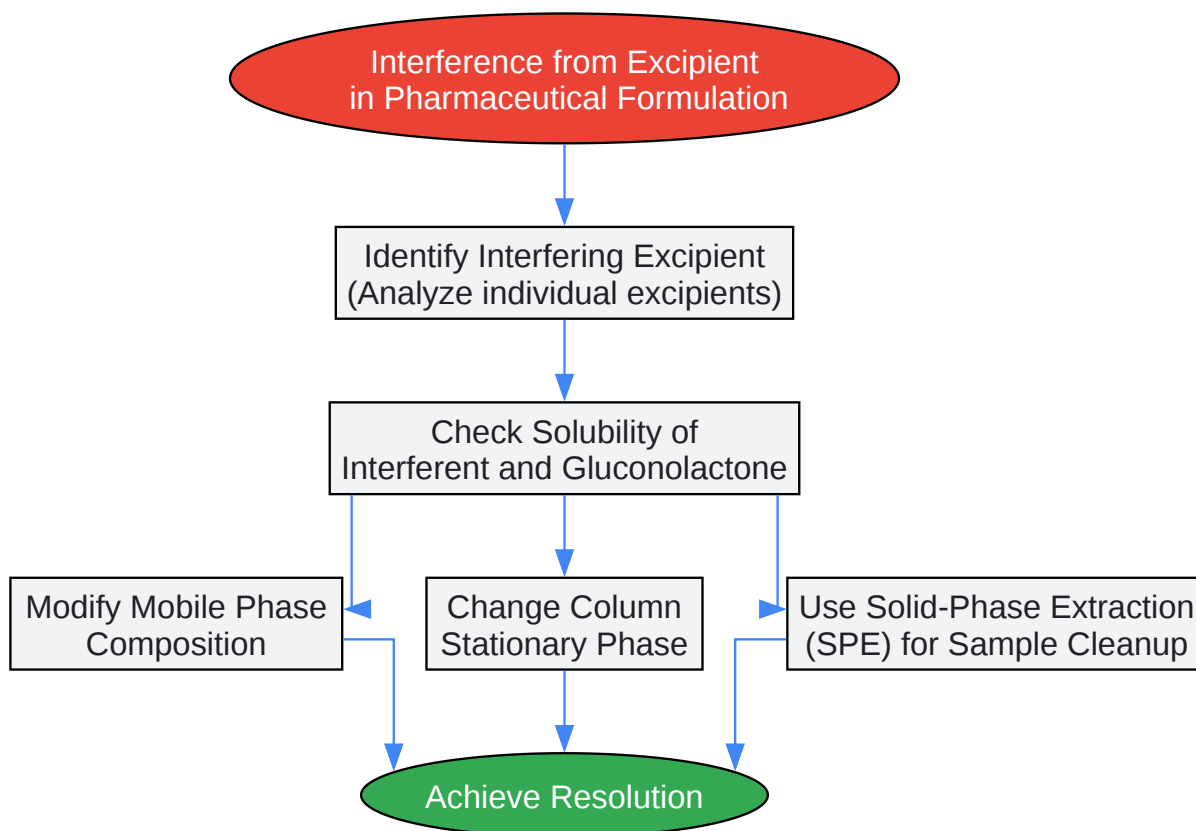 Interference from Excipient
in Pharmaceutical Formulation
Identify Interfering Excipient
(Analyze individual excipients)
Check Solubility of
Interferent and Gluconolactone
Modify Mobile Phase
Composition
Change Column
Stationary Phase
Use Solid-Phase Extraction
(SPE) for Sample Cleanup
Achieve Resolution